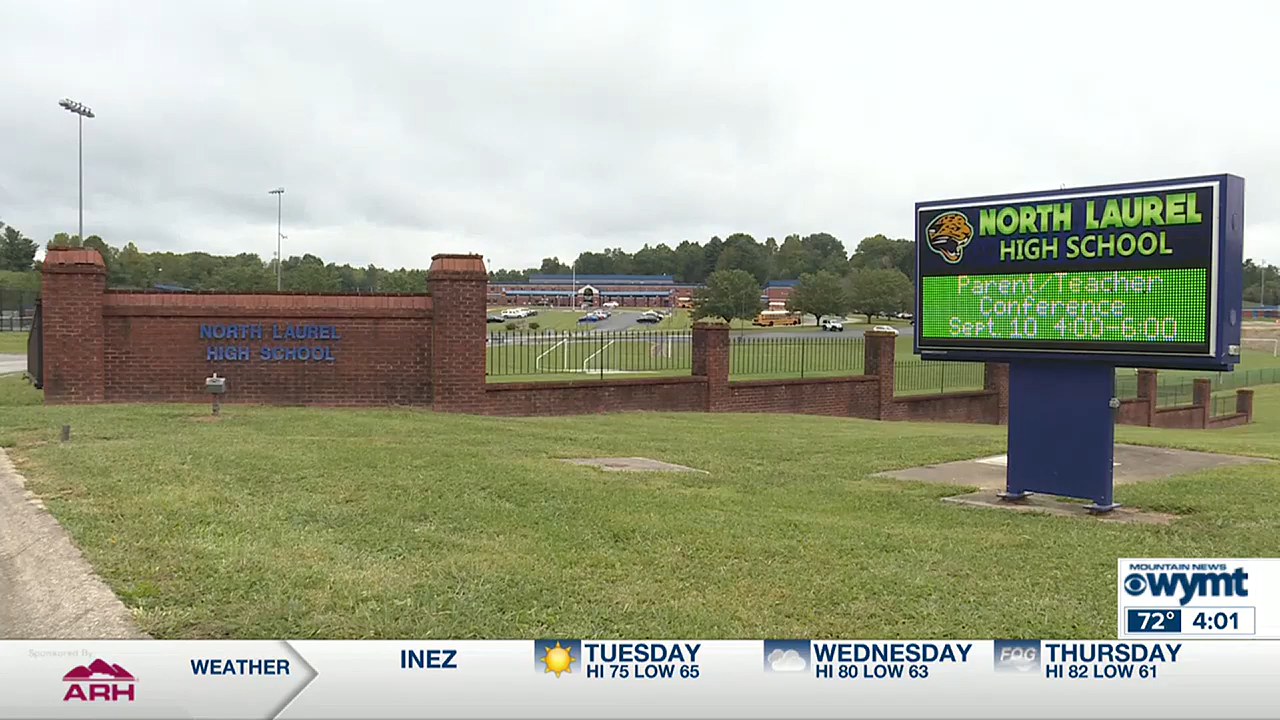 NORTH LAUREL
HIGH SCHOOL
NORTH LAUREL
HIGH SCHOOL
Parent/Teacher
Conference
Sept 10 4:00-6:00
MOUNTAIN NEWS
wymt
72° 4:01
Sponsored By
ARH
WEATHER
INEZ
TUESDAY
HI 75 LOW 65
WEDNESDAY
HI 80 LOW 63
FOG
THURSDAY
HI 82 LOW 61